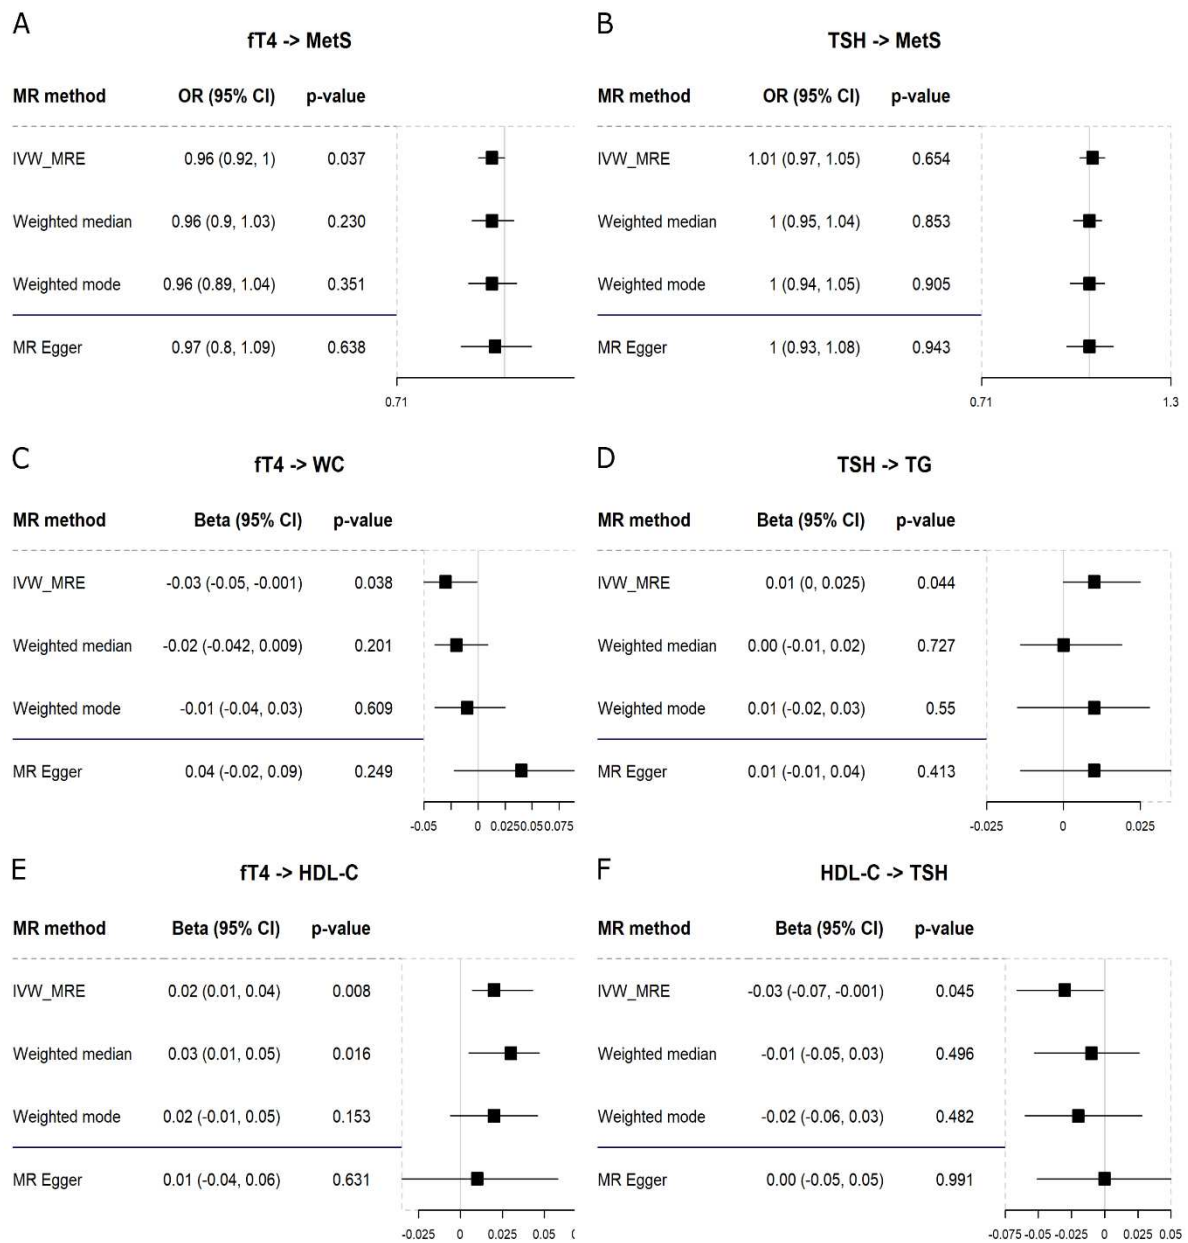 A
fT4 -> MetS
MR method OR (95% CI) p-value
IVW_MRE 0.96 (0.92, 1) 0.037
Weighted median 0.96 (0.9, 1.03) 0.230
Weighted mode 0.96 (0.89, 1.04) 0.351
MR Egger 0.97 (0.8, 1.09) 0.638
0.71
B
TSH -> MetS
MR method OR (95% CI) p-value
IVW_MRE 1.01 (0.97, 1.05) 0.654
Weighted median 1 (0.95, 1.04) 0.853
Weighted mode 1 (0.94, 1.05) 0.905
MR Egger 1 (0.93, 1.08) 0.943
0.71 1.3
C
fT4 -> WC
MR method Beta (95% CI) p-value
IVW_MRE -0.03 (-0.05, -0.001) 0.038
Weighted median -0.02 (-0.042, 0.009) 0.201
Weighted mode -0.01 (-0.04, 0.03) 0.609
MR Egger 0.04 (-0.02, 0.09) 0.249
-0.05 0 0.025 0.05 0.075
D
TSH -> TG
MR method Beta (95% CI) p-value
IVW_MRE 0.01 (0, 0.025) 0.044
Weighted median 0.00 (-0.01, 0.02) 0.727
Weighted mode 0.01 (-0.02, 0.03) 0.55
MR Egger 0.01 (-0.01, 0.04) 0.413
-0.025 0 0.025
E
fT4 -> HDL-C
MR method Beta (95% CI) p-value
IVW_MRE 0.02 (0.01, 0.04) 0.008
Weighted median 0.03 (0.01, 0.05) 0.016
Weighted mode 0.02 (-0.01, 0.05) 0.153
MR Egger 0.01 (-0.04, 0.06) 0.631
-0.025 0 0.025 0.05
F
HDL-C -> TSH
MR method Beta (95% CI) p-value
IVW_MRE -0.03 (-0.07, -0.001) 0.045
Weighted median -0.01 (-0.05, 0.03) 0.496
Weighted mode -0.02 (-0.06, 0.03) 0.482
MR Egger 0.00 (-0.05, 0.05) 0.991
-0.075 -0.05 -0.025 0 0.025 0.05